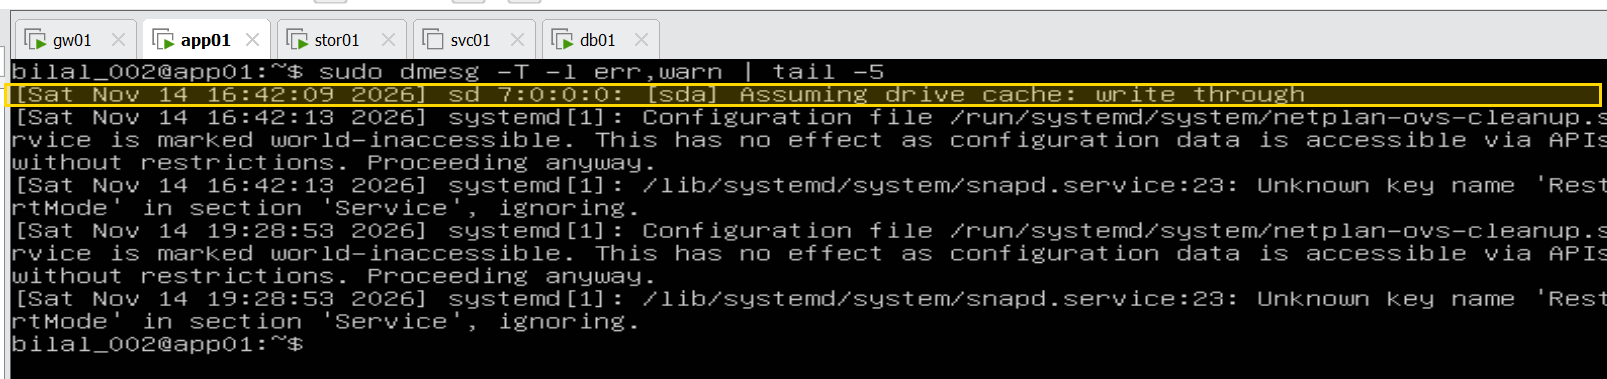 gw01 app01 stor01 svc01 db01
bilal_002@app01:~$ sudo dmesg -T -l err,warn | tail -5
[Sat Nov 14 16:42:09 2026] sd 7:0:0:0: [sda] Assuming drive cache: write through
[Sat Nov 14 16:42:13 2026] systemd[1]: Configuration file /run/systemd/system/netplan-ovs-cleanup.s
rvice is marked world-inaccessible. This has no effect as configuration data is accessible via APIs
without restrictions. Proceeding anyway.
[Sat Nov 14 16:42:13 2026] systemd[1]: /lib/systemd/system/snapd.service:23: Unknown key name 'Rest
rtMode' in section 'Service', ignoring.
[Sat Nov 14 19:28:53 2026] systemd[1]: Configuration file /run/systemd/system/netplan-ovs-cleanup.s
rvice is marked world-inaccessible. This has no effect as configuration data is accessible via APIs
without restrictions. Proceeding anyway.
[Sat Nov 14 19:28:53 2026] systemd[1]: /lib/systemd/system/snapd.service:23: Unknown key name 'Rest
rtMode' in section 'Service', ignoring.
bilal_002@app01:~$